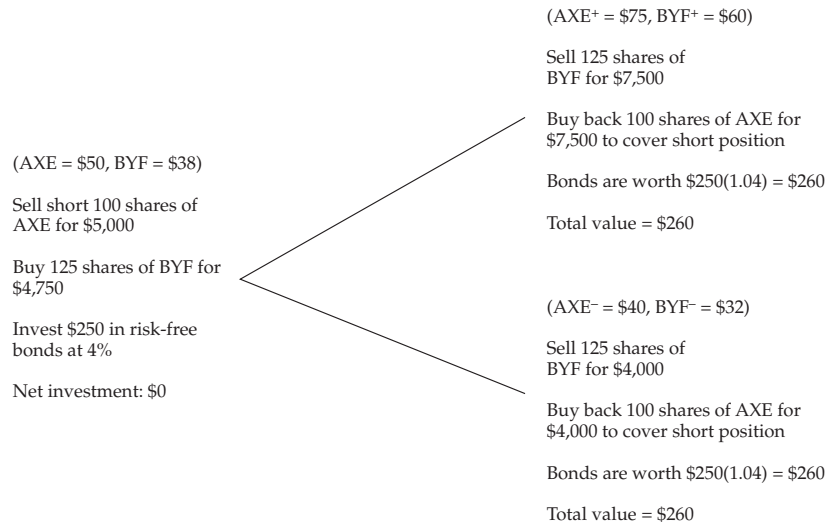 (AXE = $50, BYF = $38)
Sell short 100 shares of
AXE for $5,000
Buy 125 shares of BYF for
$4,750
Invest $250 in risk-free
bonds at 4%
Net investment: $0
(AXE⁺ = $75, BYF⁺ = $60)
Sell 125 shares of
BYF for $7,500
Buy back 100 shares of AXE for
$7,500 to cover short position
Bonds are worth $250(1.04) = $260
Total value = $260
(AXE⁻ = $40, BYF⁻ = $32)
Sell 125 shares of
BYF for $4,000
Buy back 100 shares of AXE for
$4,000 to cover short position
Bonds are worth $250(1.04) = $260
Total value = $260